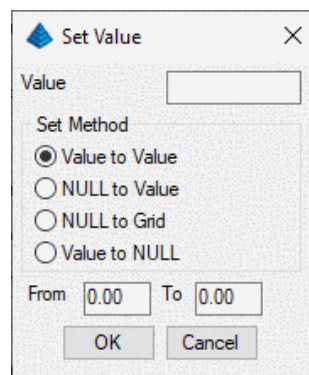 Set Value
Value
Set Method
Value to Value
NULL to Value
NULL to Grid
Value to NULL
From 0.00 To 0.00
OK Cancel